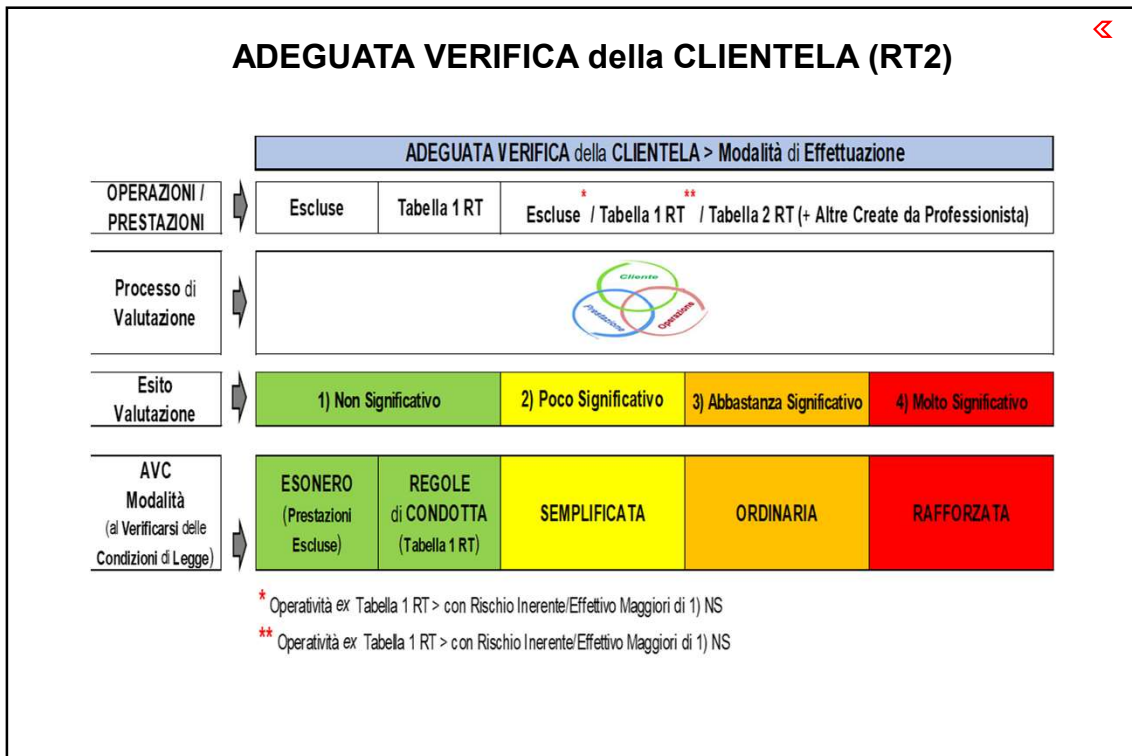 ADEGUATA VERIFICA della CLIENTELA (RT2)
ADEGUATA VERIFICA della CLIENTELA > Modalità di Effettuazione
OPERAZIONI /
PRESTAZIONI
Escluse
Tabella 1 RT
Escluse* / Tabella 1 RT** / Tabella 2 RT (+ Altre Create da Professionista)
Processo di
Valutazione
Cliente
Prestazione
Operazione
Esito
Valutazione
1) Non Significativo
2) Poco Significativo
3) Abbastanza Significativo
4) Molto Significativo
AVC
Modalità
(al Verificarsi delle
Condizioni di Legge)
ESONERO
(Prestazioni
Escluse)
REGOLE
di CONDOTTA
(Tabella 1 RT)
SEMPLIFICATA
ORDINARIA
RAFFORZATA
* Operatività ex Tabella 1 RT > con Rischio Inerente/Effettivo Maggiori di 1) NS
** Operatività ex Tabella 1 RT > con Rischio Inerente/Effettivo Maggiori di 1) NS